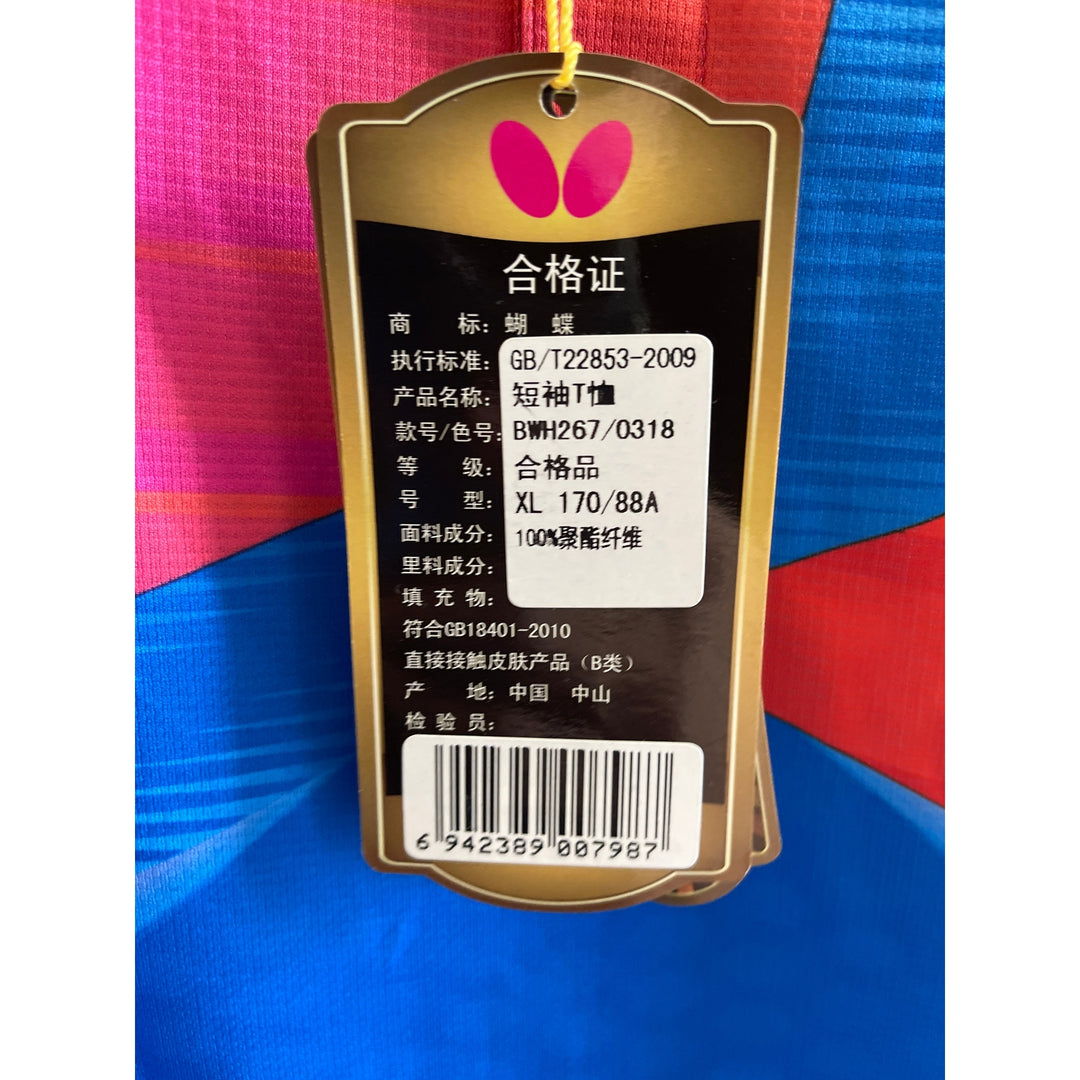 合格证
商 标: 蝴 蝶
执行标准: GB/T22853-2009
产品名称: 短袖T恤
款号/色号: BWH267/0318
等 级: 合格品
号 型: XL 170/88A
面料成分: 100%聚酯纤维
里料成分:
填 充 物:
符合GB18401-2010
直接接触皮肤产品（B类）
产 地: 中国 中山
检 验 员:
6 942389 007987